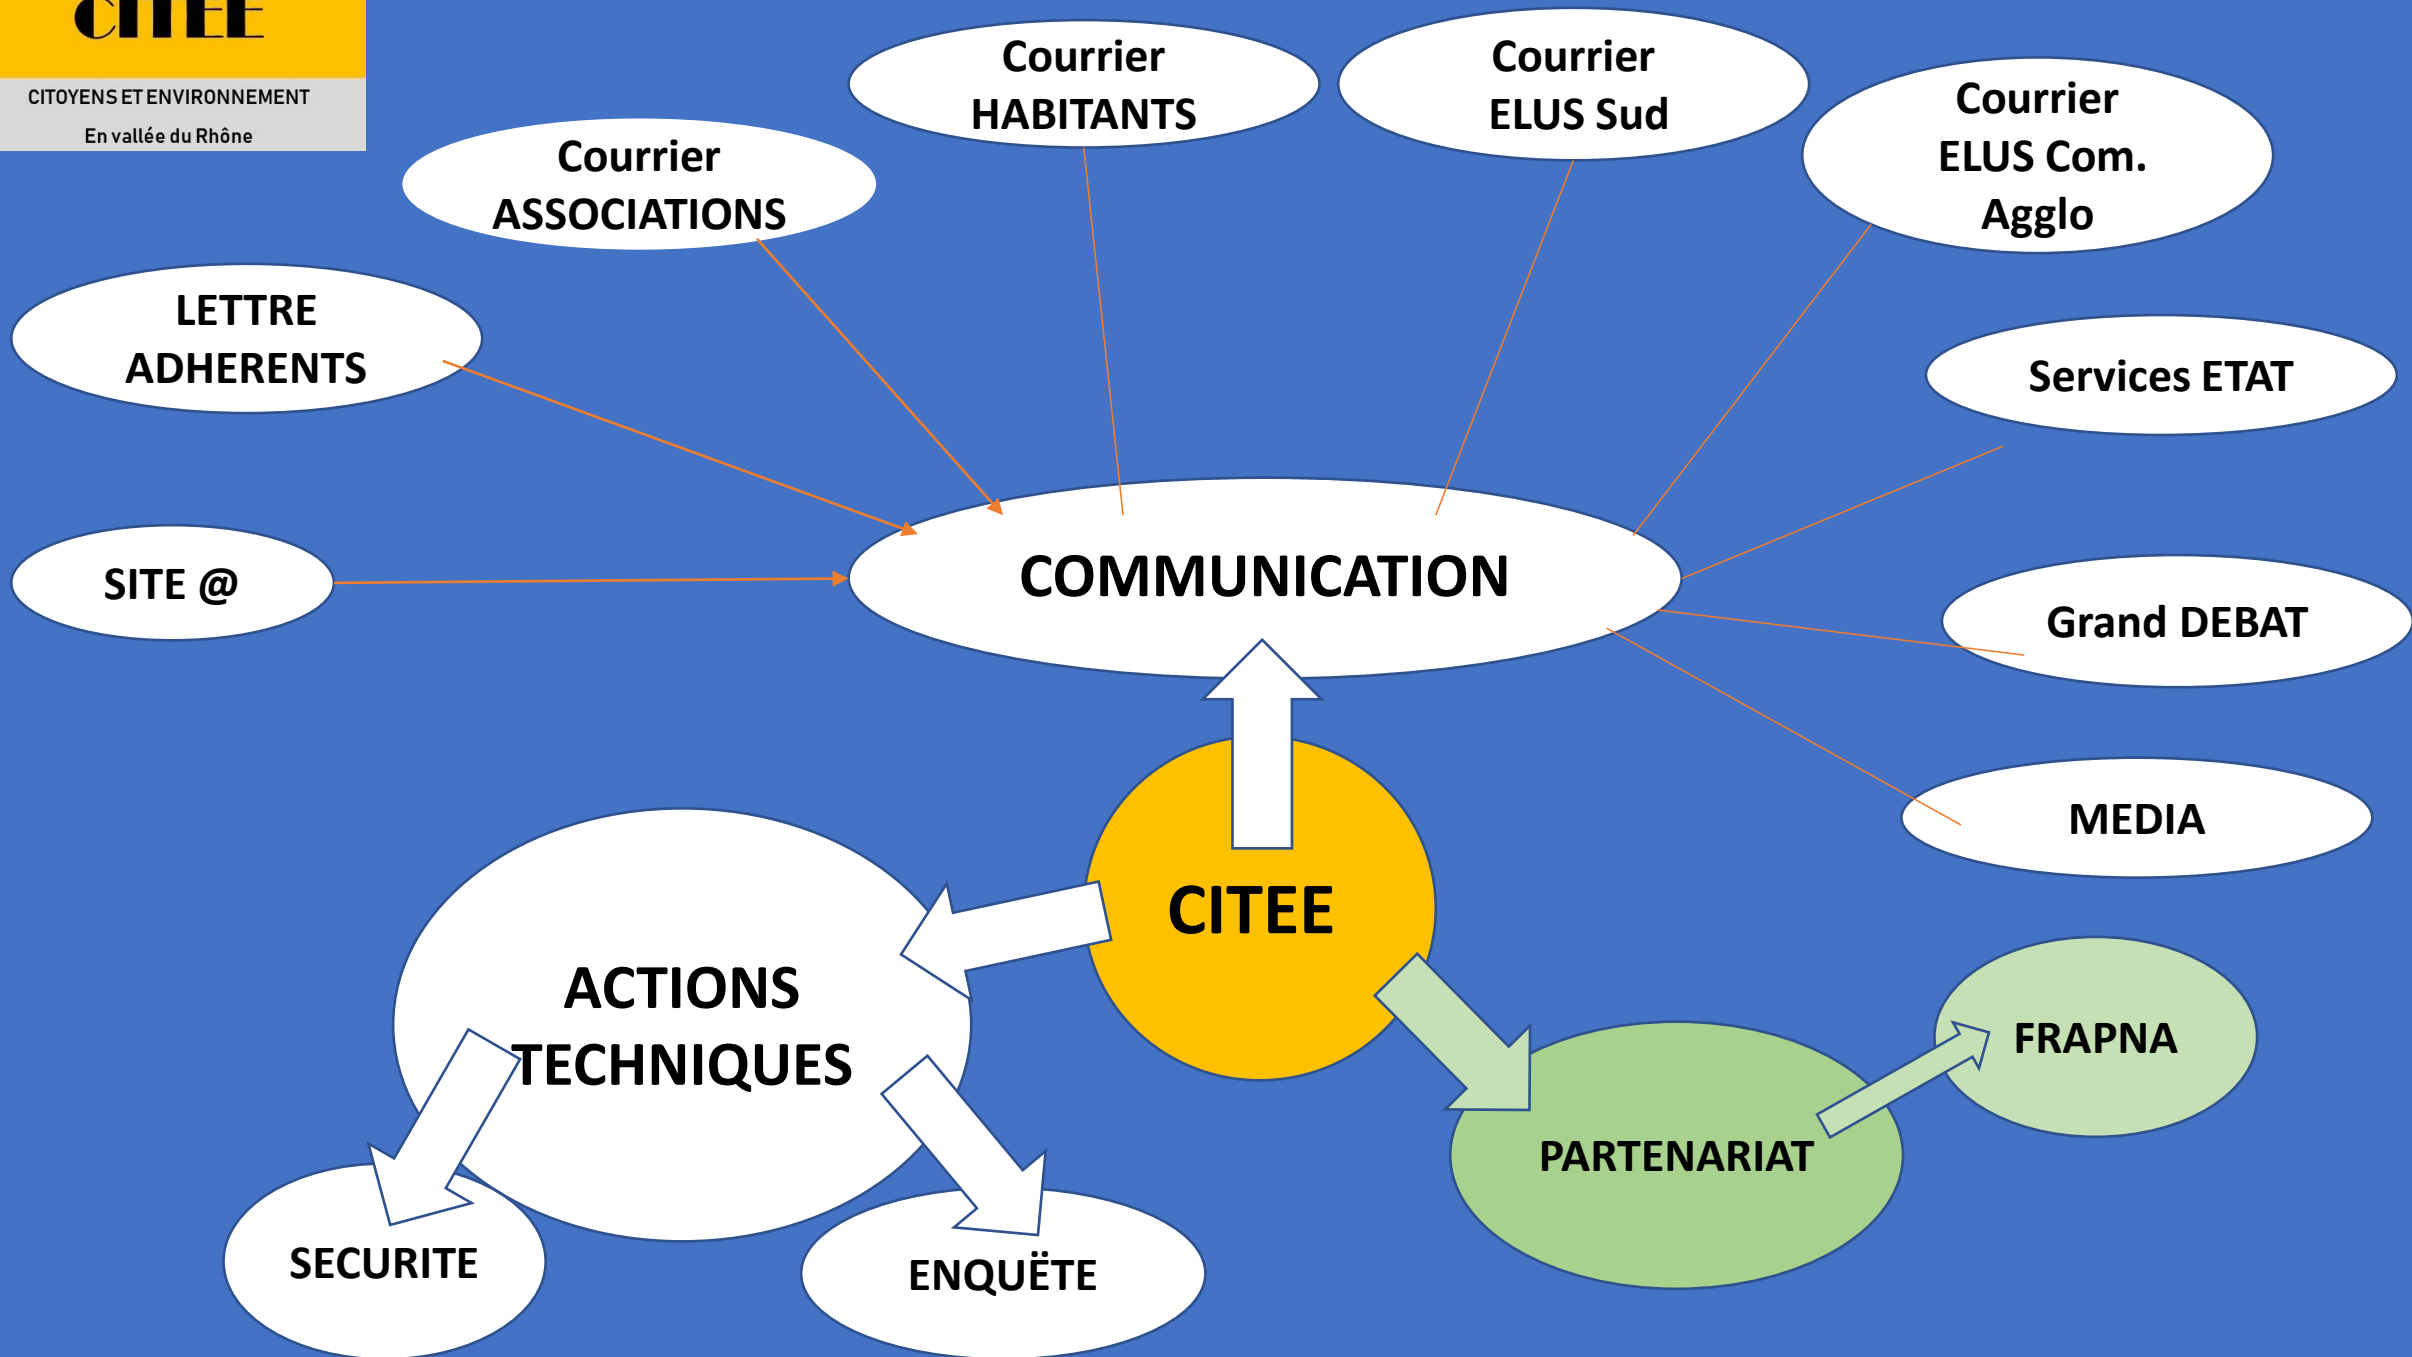 CITEE
CITOYENS ET ENVIRONNEMENT
En vallée du Rhône
Courrier
HABITANTS
Courrier
ELUS Sud
Courrier
ELUS Com.
Agglo
Courrier
ASSOCIATIONS
LETTRE
ADHERENTS
Services ETAT
SITE @
COMMUNICATION
Grand DEBAT
MEDIA
CITEE
ACTIONS
TECHNIQUES
FRAPNA
PARTENARIAT
SECURITE
ENQUËTE